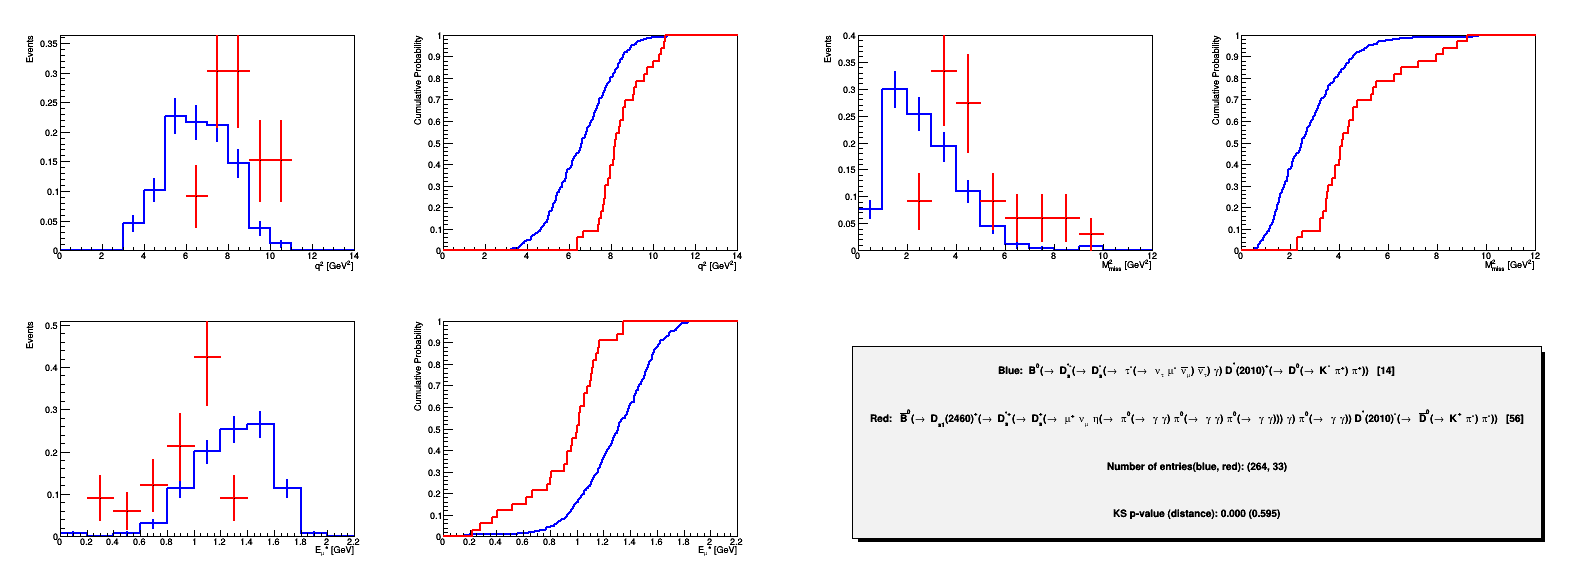 Events
0.35
0.3
0.25
0.2
0.15
0.1
0.05
0
0 2 4 6 8 10 12 14
q² [GeV²]
Cumulative Probability
1
0.9
0.8
0.7
0.6
0.5
0.4
0.3
0.2
0.1
0
0 2 4 6 8 10 12 14
q² [GeV²]
Events
0.4
0.35
0.3
0.25
0.2
0.15
0.1
0.05
0
0 2 4 6 8 10 12
M²miss [GeV²]
Cumulative Probability
1
0.9
0.8
0.7
0.6
0.5
0.4
0.3
0.2
0.1
0
0 2 4 6 8 10 12
M²miss [GeV²]
Events
0.5
0.4
0.3
0.2
0.1
0
0 0.2 0.4 0.6 0.8 1 1.2 1.4 1.6 1.8 2 2.2
Eμ* [GeV]
Cumulative Probability
1
0.9
0.8
0.7
0.6
0.5
0.4
0.3
0.2
0.1
0
0 0.2 0.4 0.6 0.8 1 1.2 1.4 1.6 1.8 2 2.2
Eμ* [GeV]
Blue: B⁰(→ Dₛ*⁻(→ Dₛ⁻(→ τ⁻(→ ντ μ⁻ ν̅μ) ν̅τ) γ) D*(2010)⁺(→ D⁰(→ K⁻ π⁺) π⁺)) [14]
Red: B̅⁰(→ Dₛ₁(2460)⁺(→ Dₛ*⁺(→ Dₛ⁺(→ μ⁺ νμ η(→ π⁰(→ γ γ) π⁰(→ γ γ) π⁰(→ γ γ))) γ) π⁰(→ γ γ)) D*(2010)⁻(→ D̅⁰(→ K⁺ π⁻) π⁻)) [56]
Number of entries(blue, red): (264, 33)
KS p-value (distance): 0.000 (0.595)